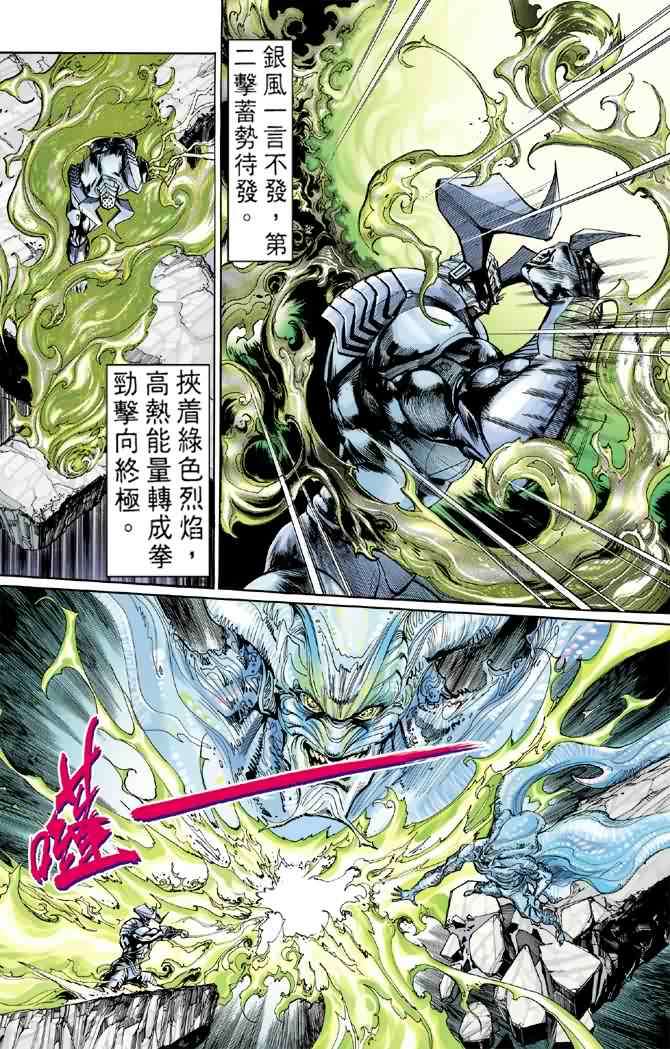 銀風一言不發，第
二擊蓄勢待發。
挾着綠色烈焰，
高熱能量轉成拳
勁擊向終極。